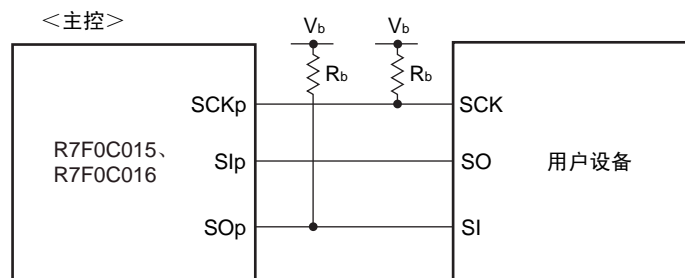 ＜主控＞
Vb
Vb
Rb
Rb
SCKp
SCK
R7F0C015、
R7F0C016
SIp
SO
用户设备
SOp
SI